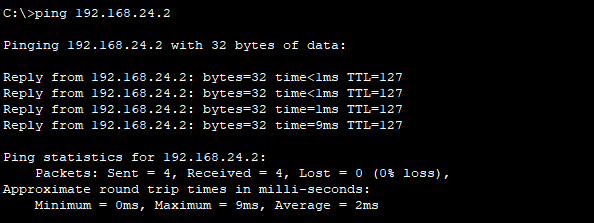 C:\>ping 192.168.24.2
Pinging 192.168.24.2 with 32 bytes of data:
Reply from 192.168.24.2: bytes=32 time<1ms TTL=127
Reply from 192.168.24.2: bytes=32 time<1ms TTL=127
Reply from 192.168.24.2: bytes=32 time=1ms TTL=127
Reply from 192.168.24.2: bytes=32 time=9ms TTL=127
Ping statistics for 192.168.24.2:
Packets: Sent = 4, Received = 4, Lost = 0 (0% loss),
Approximate round trip times in milli-seconds:
Minimum = 0ms, Maximum = 9ms, Average = 2ms